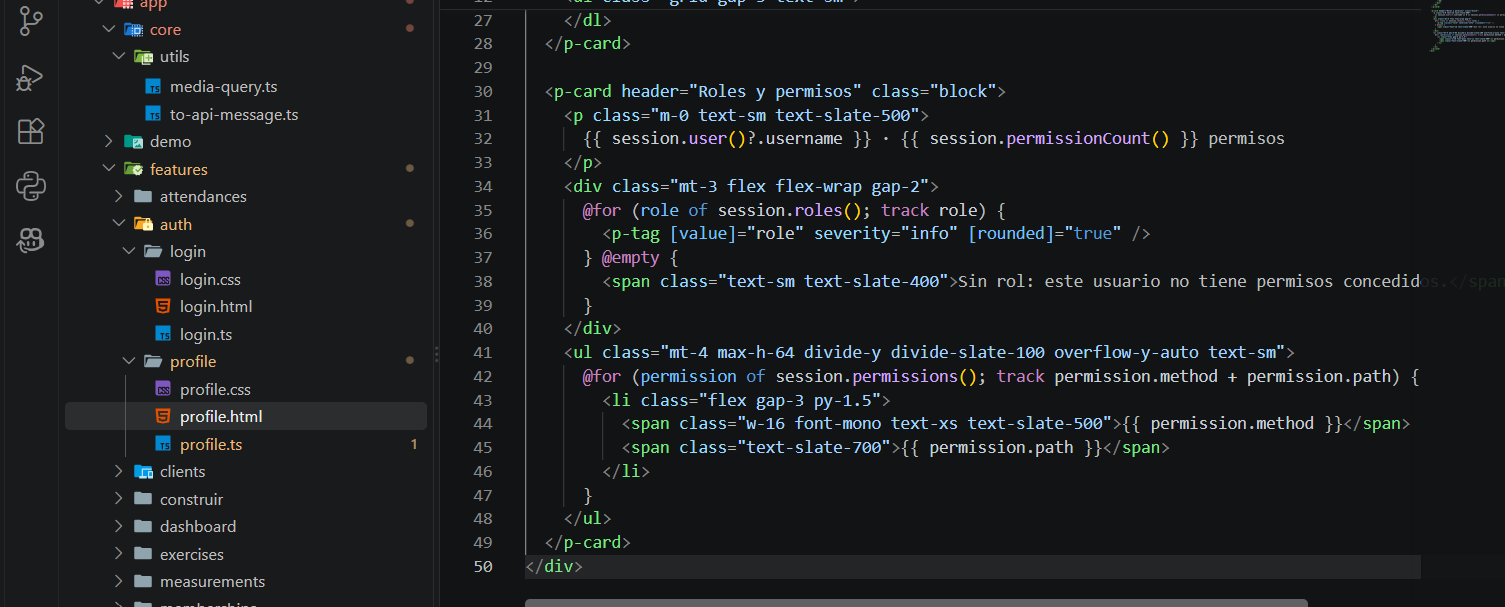 app
core
utils
media-query.ts
to-api-message.ts
demo
features
attendances
auth
login
login.css
login.html
login.ts
profile
profile.css
profile.html
profile.ts 1
clients
construir
dashboard
exercises
measurements
memberships
27 </dl>
28 </p-card>
29
30 <p-card header="Roles y permisos" class="block">
31 <p class="m-0 text-sm text-slate-500">
32 {{ session.user()?.username }} · {{ session.permissionCount() }} permisos
33 </p>
34 <div class="mt-3 flex flex-wrap gap-2">
35 @for (role of session.roles(); track role) {
36 <p-tag [value]="role" severity="info" [rounded]="true" />
37 } @empty {
38 <span class="text-sm text-slate-400">Sin rol: este usuario no tiene permisos concedidos.</span
39 }
40 </div>
41 <ul class="mt-4 max-h-64 divide-y divide-slate-100 overflow-y-auto text-sm">
42 @for (permission of session.permissions(); track permission.method + permission.path) {
43 <li class="flex gap-3 py-1.5">
44 <span class="w-16 font-mono text-xs text-slate-500">{{ permission.method }}</span>
45 <span class="text-slate-700">{{ permission.path }}</span>
46 </li>
47 }
48 </ul>
49 </p-card>
50 </div>